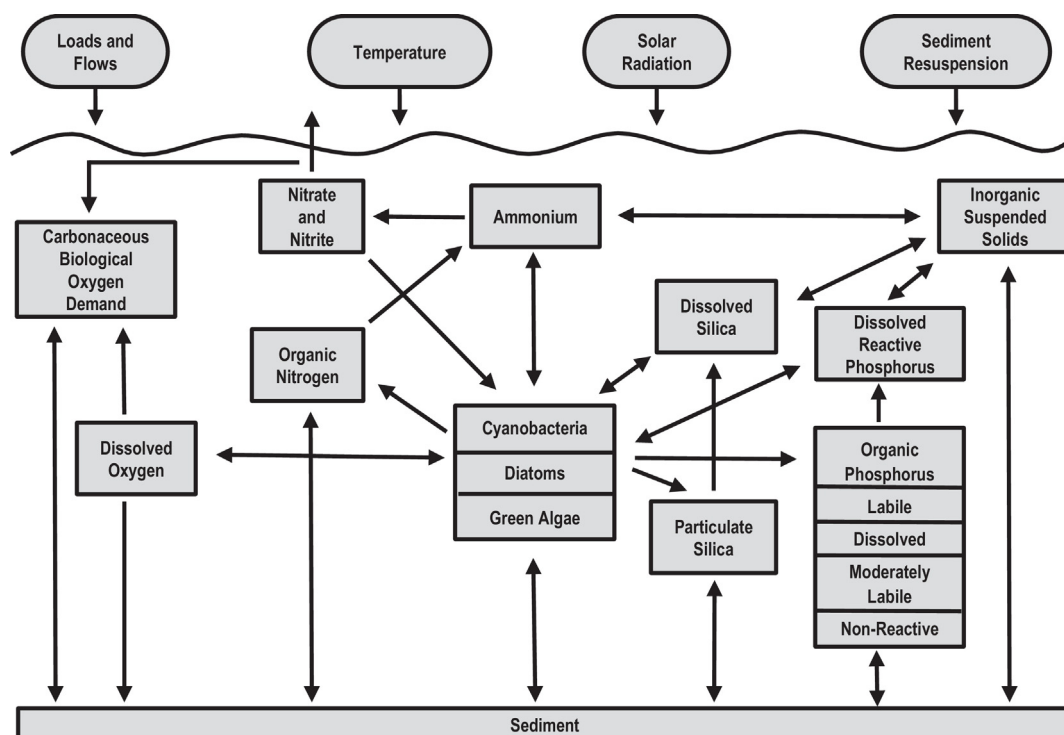 Loads and
Flows
Temperature
Solar
Radiation
Sediment
Resuspension
Nitrate
and
Nitrite
Ammonium
Inorganic
Suspended
Solids
Carbonaceous
Biological
Oxygen
Demand
Dissolved
Silica
Dissolved
Reactive
Phosphorus
Organic
Nitrogen
Cyanobacteria
Diatoms
Green Algae
Dissolved
Oxygen
Organic
Phosphorus
Labile
Dissolved
Moderately
Labile
Non-Reactive
Particulate
Silica
Sediment